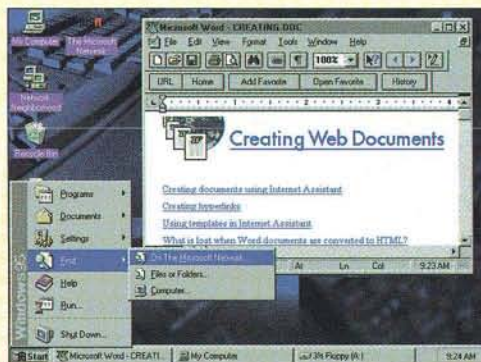 My Computer
The Microsoft Network
Network Neighborhood
Recycle Bin
Microsoft Word - CREATING.DOC
File Edit View Format Tools Window Help
100%
URL Home Add Favorite Open Favorite History
Creating Web Documents
Creating documents using Internet Assistant
Creating hyperlinks
Using templates in Internet Assistant
What is lost when Word documents are converted to HTML?
At Ln Col 9:23 AM
Windows 95
Programs
Documents
Settings
Find
Help
Run...
Shut Down...
On The Microsoft Network...
Files or Folders...
Computer...
Start Microsoft Word - CREATI... My Computer 3½ Floppy (A:) 9:24 AM